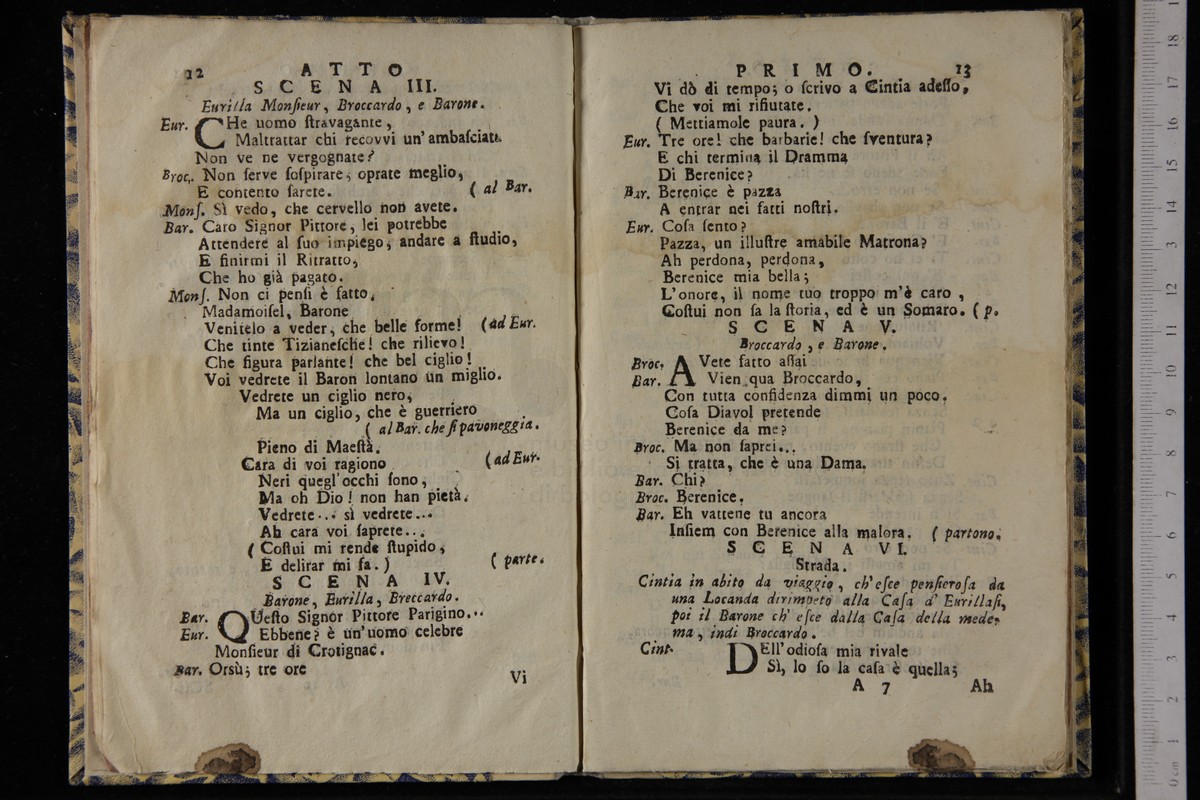 12
ATTO
SCENA III.
Eurilla Monſieur, Broccardo, e Barone.
Eur. CHe uomo ſtravagante,
Maltrattar chi recovvi un' ambaſciata.
Non ve ne vergognate?
Broc. Non ſerve ſoſpirare, oprate meglio,
E contento ſarete. ( al Bar.
Monſ. Sì vedo, che cervello non avete.
Bar. Caro Signor Pittore, lei potrebbe
Attendere al ſuo impiego, andare a ſtudio,
E finirmi il Ritratto,
Che ho già pagato.
Monſ. Non ci penſi è fatto.
Madamoiſel, Barone
Venitelo a veder, che belle forme! (ad Eur.
Che tinte Tizianeſche! che rilievo!
Che figura parlante! che bel ciglio!
Voi vedrete il Baron lontano un miglio.
Vedrete un ciglio nero,
Ma un ciglio, che è guerriero
( al Bar. che ſi pavoneggia.
Pieno di Maeſtà.
Cara di voi ragiono (ad Eur.
Neri quegl'occhi ſono,
Ma oh Dio! non han pietà.
Vedrete... sì vedrete...
Ah cara voi ſaprete...
( Coſtui mi rende ſtupido,
E delirar mi fa. ) ( parte.
SCENA IV.
Barone, Eurilla, Breccardo.
Bar. QUeſto Signor Pittore Parigino...
Eur. Ebbene? è un'uomo celebre
Monſieur di Crotignac.
Bar. Orsù; tre ore
Vi
PRIMO. 13
Vi dò di tempo; o ſcrivo a Cintia adeſſo,
Che voi mi rifiutate.
( Mettiamole paura. )
Eur. Tre ore! che barbarie! che ſventura?
E chi termina il Dramma
Di Berenice?
Bar. Berenice è pazza
A entrar nei fatti noſtri.
Eur. Coſa ſento?
Pazza, un illuſtre amabile Matrona?
Ah perdona, perdona,
Berenice mia bella;
L'onore, il nome tuo troppo m'è caro,
Coſtui non ſa la ſtoria, ed è un Somaro. ( p.
SCENA V.
Broccardo, e Barone.
Broc. AVete fatto aſſai
Bar. Vien qua Broccardo,
Con tutta confidenza dimmi un poco.
Coſa Diavol pretende
Berenice da me?
Broc. Ma non ſaprei...
Si tratta, che è una Dama.
Bar. Chi?
Broc. Berenice.
Bar. Eh vattene tu ancora
Inſiem con Berenice alla malora. ( partono.
SCENA VI.
Strada.
Cintia in abito da viaggio, ch'eſce penſieroſa da
una Locanda dirimpeto alla Caſa d' Eurillaſi,
poi il Barone ch' eſce dalla Caſa della mede-
ma, indi Broccardo.
Cint. DEll'odioſa mia rivale
Sì, lo ſo la caſa è quella;
A 7 Ah